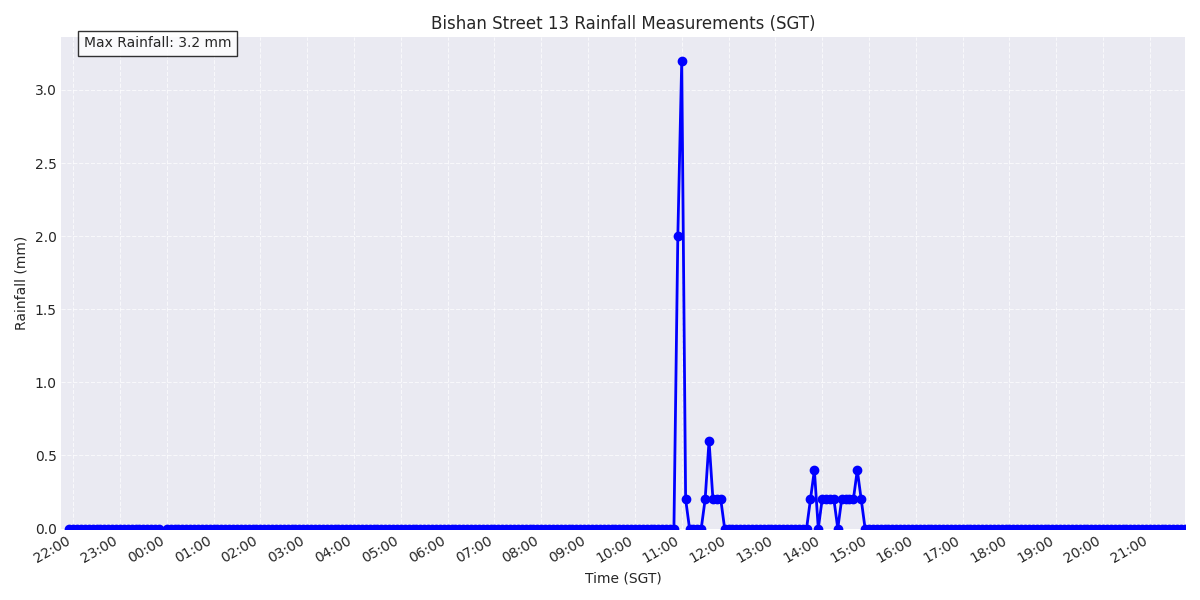 Bishan Street 13 Rainfall Measurements (SGT)
Max Rainfall: 3.2 mm
3.0
2.5
2.0
1.5
1.0
0.5
0.0
Rainfall (mm)
22:00 23:00 00:00 01:00 02:00 03:00 04:00 05:00 06:00 07:00 08:00 09:00 10:00 11:00 12:00 13:00 14:00 15:00 16:00 17:00 18:00 19:00 20:00 21:00
Time (SGT)